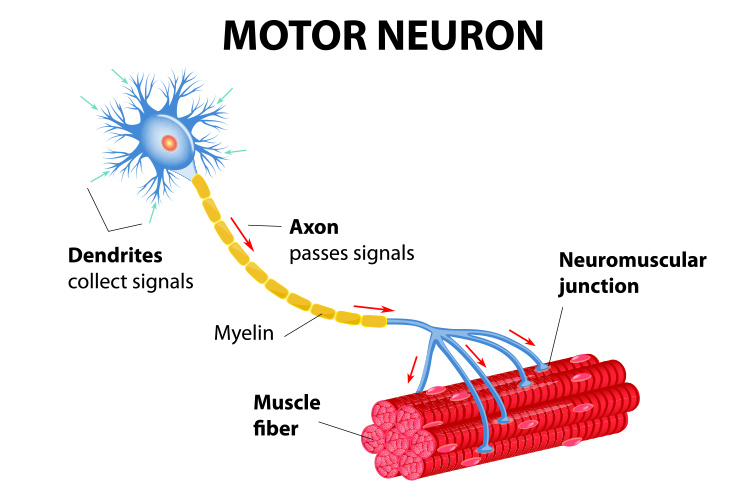 MOTOR NEURON
Axon
passes signals
Dendrites
collect signals
Neuromuscular
junction
Myelin
Muscle
fiber